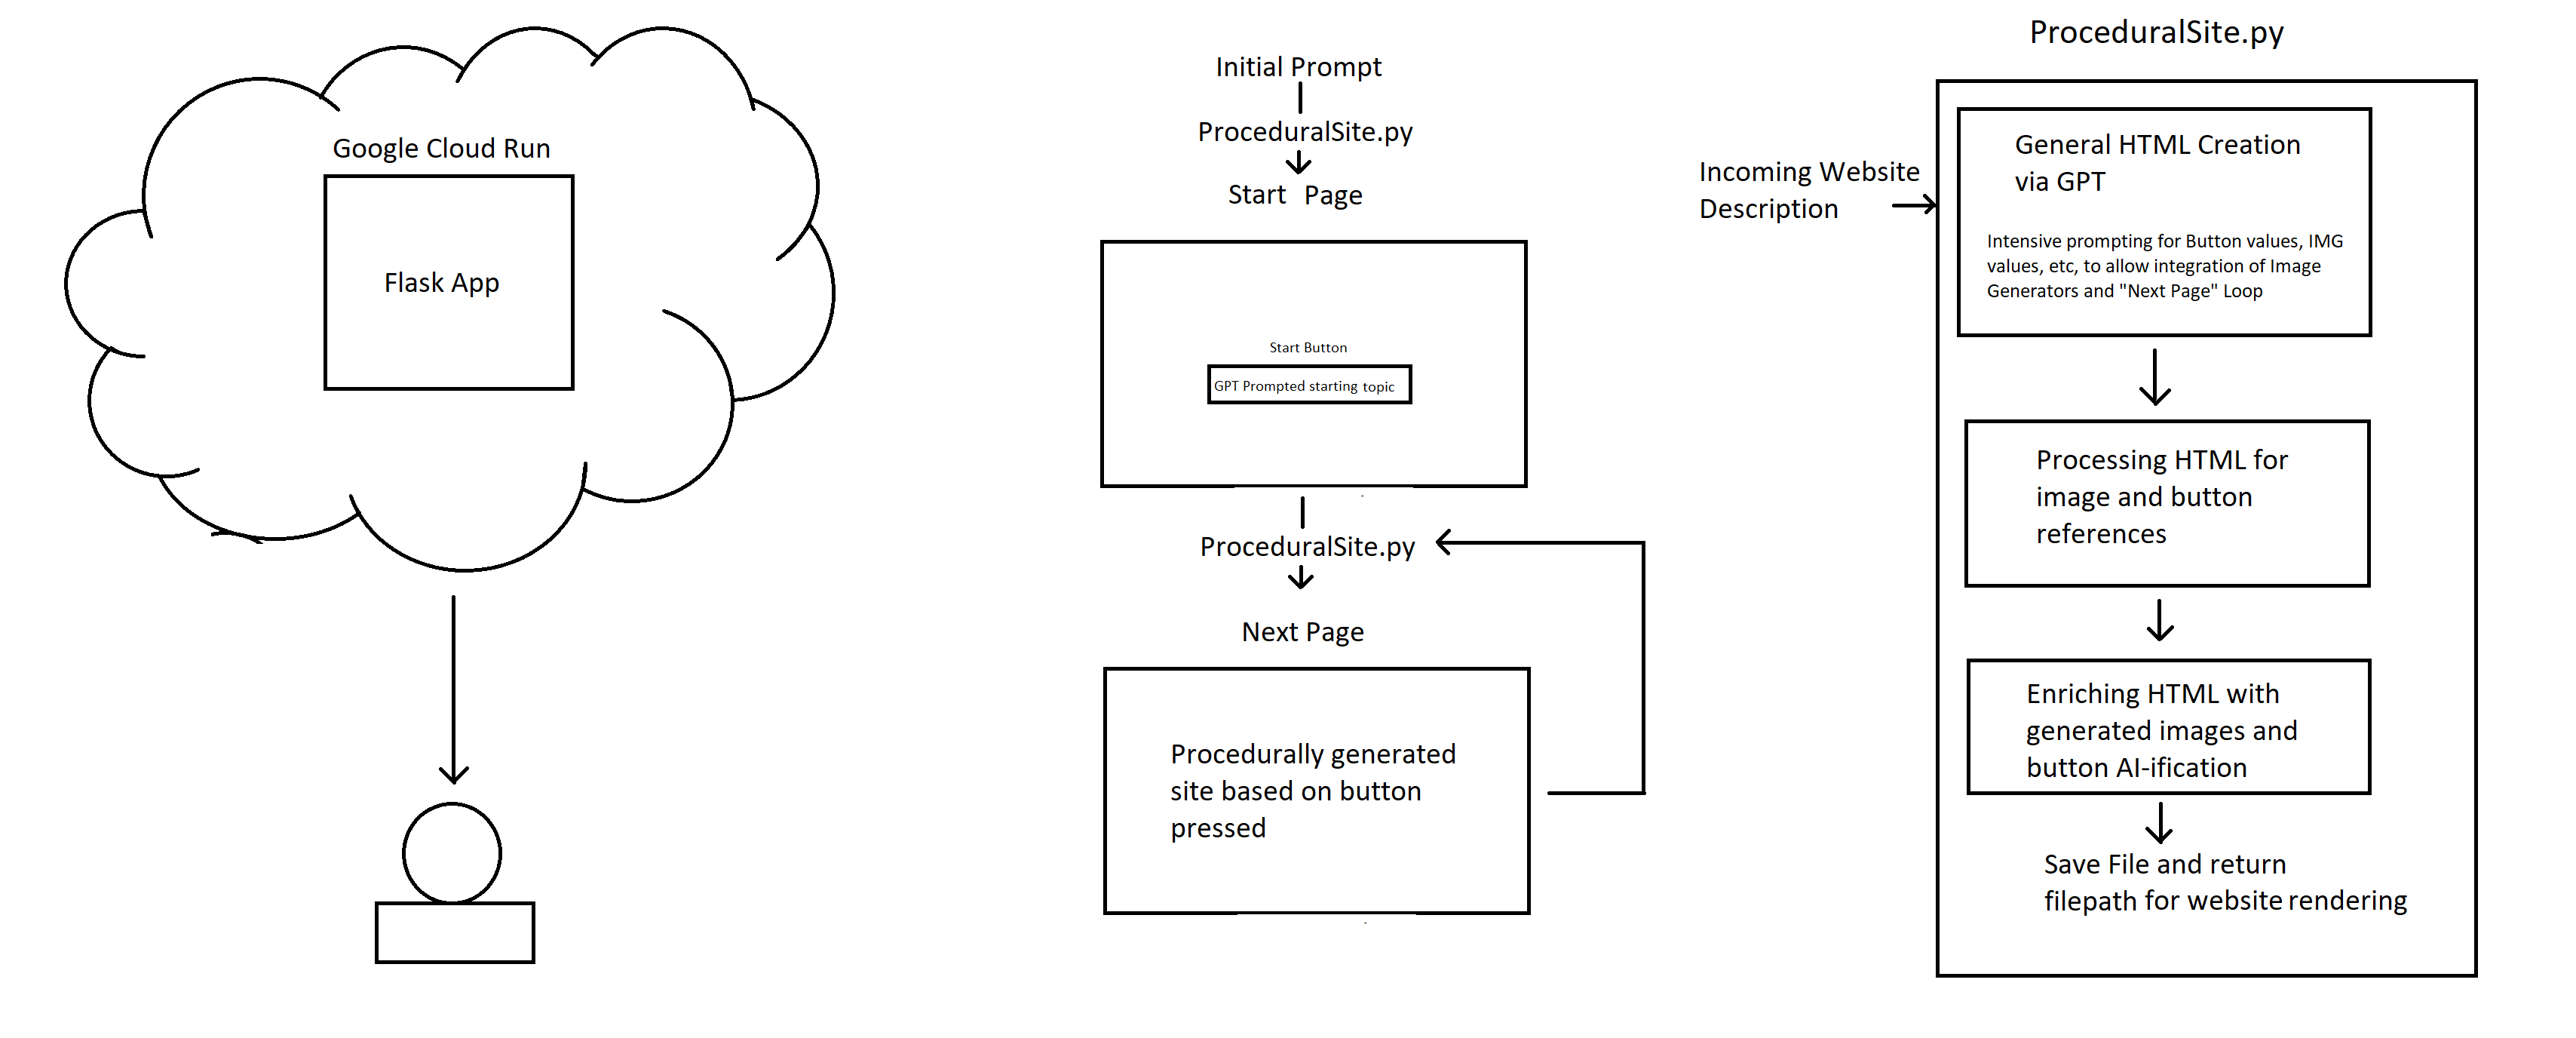 Google Cloud Run
Flask App
Initial Prompt
ProceduralSite.py
Start Page
Start Button
GPT Prompted starting topic
ProceduralSite.py
Next Page
Procedurally generated
site based on button
pressed
ProceduralSite.py
Incoming Website
Description
General HTML Creation
via GPT
Intensive prompting for Button values, IMG
values, etc, to allow integration of Image
Generators and "Next Page" Loop
Processing HTML for
image and button
references
Enriching HTML with
generated images and
button AI-ification
Save File and return
filepath for website rendering